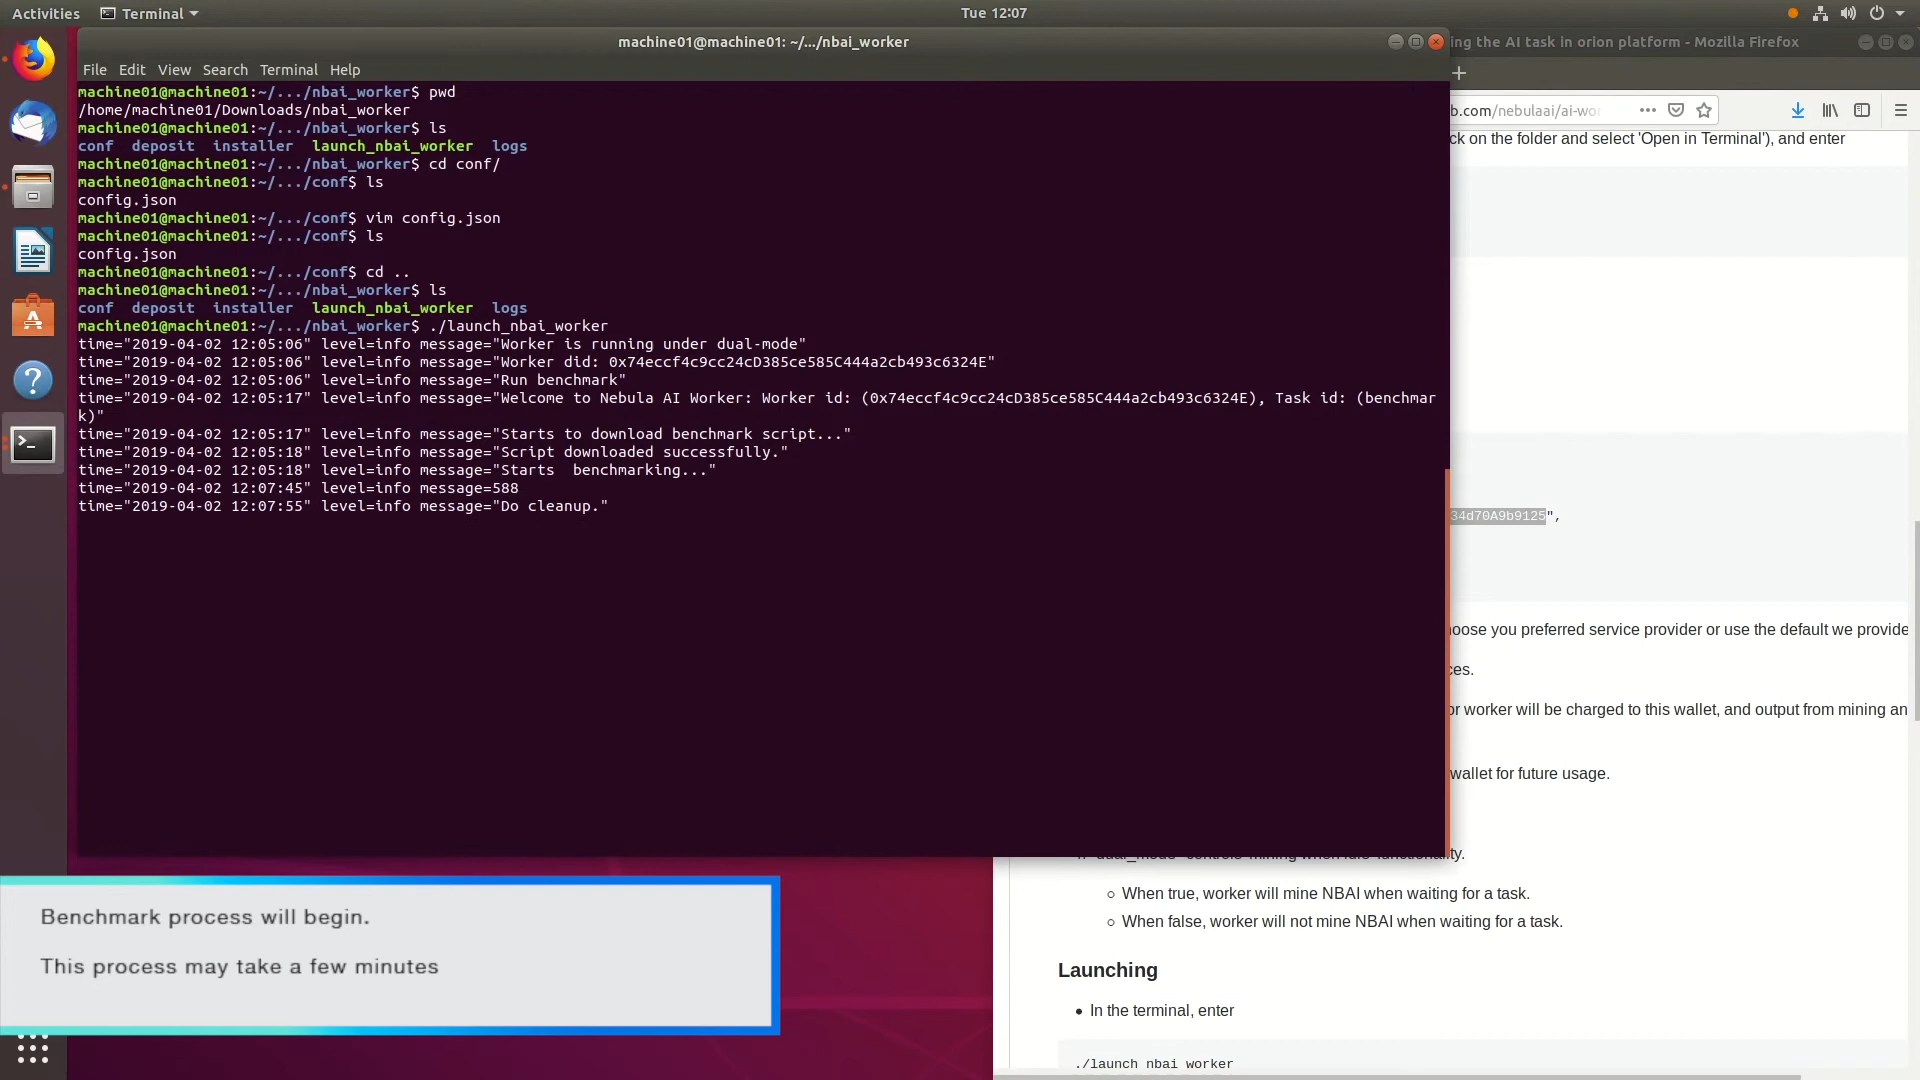 Activities Terminal Tue 12:07
machine01@machine01: ~/.../nbai_worker
ing the AI task in orion platform - Mozilla Firefox
File Edit View Search Terminal Help
machine01@machine01:~/.../nbai_worker$ pwd
/home/machine01/Downloads/nbai_worker
machine01@machine01:~/.../nbai_worker$ ls
conf deposit installer launch_nbai_worker logs
machine01@machine01:~/.../nbai_worker$ cd conf/
machine01@machine01:~/.../conf$ ls
config.json
machine01@machine01:~/.../conf$ vim config.json
machine01@machine01:~/.../conf$ ls
config.json
machine01@machine01:~/.../conf$ cd ..
machine01@machine01:~/.../nbai_worker$ ls
conf deposit installer launch_nbai_worker logs
machine01@machine01:~/.../nbai_worker$ ./launch_nbai_worker
time="2019-04-02 12:05:06" level=info message="Worker is running under dual-mode"
time="2019-04-02 12:05:06" level=info message="Worker did: 0x74eccf4c9cc24cD385ce585C444a2cb493c6324E"
time="2019-04-02 12:05:06" level=info message="Run benchmark"
time="2019-04-02 12:05:17" level=info message="Welcome to Nebula AI Worker: Worker id: (0x74eccf4c9cc24cD385ce585C444a2cb493c6324E), Task id: (benchmar
k)"
time="2019-04-02 12:05:17" level=info message="Starts to download benchmark script..."
time="2019-04-02 12:05:18" level=info message="Script downloaded successfully."
time="2019-04-02 12:05:18" level=info message="Starts  benchmarking..."
time="2019-04-02 12:07:45" level=info message=588
time="2019-04-02 12:07:55" level=info message="Do cleanup."
b.com/nebulaai/ai-wor
ck on the folder and select 'Open in Terminal'), and enter
34d70A9b9125",
hoose you preferred service provider or use the default we provide
ces.
or worker will be charged to this wallet, and output from mining an
wallet for future usage.
ity.
When true, worker will mine NBAI when waiting for a task.
When false, worker will not mine NBAI when waiting for a task.
Launching
In the terminal, enter
./launch nbai worker
Benchmark process will begin.
This process may take a few minutes